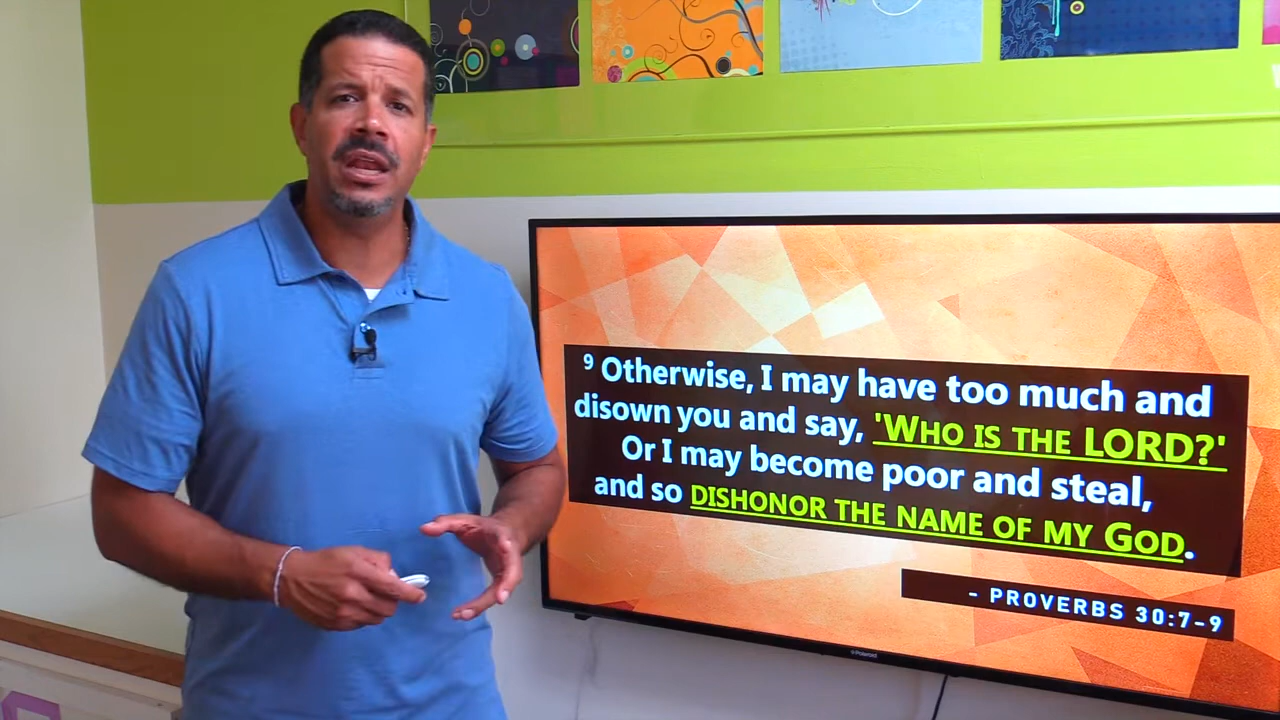 ⁹ Otherwise, I may have too much and
disown you and say, 'WHO IS THE LORD?'
Or I may become poor and steal,
and so DISHONOR THE NAME OF MY GOD.
- PROVERBS 30:7-9
Polaroid